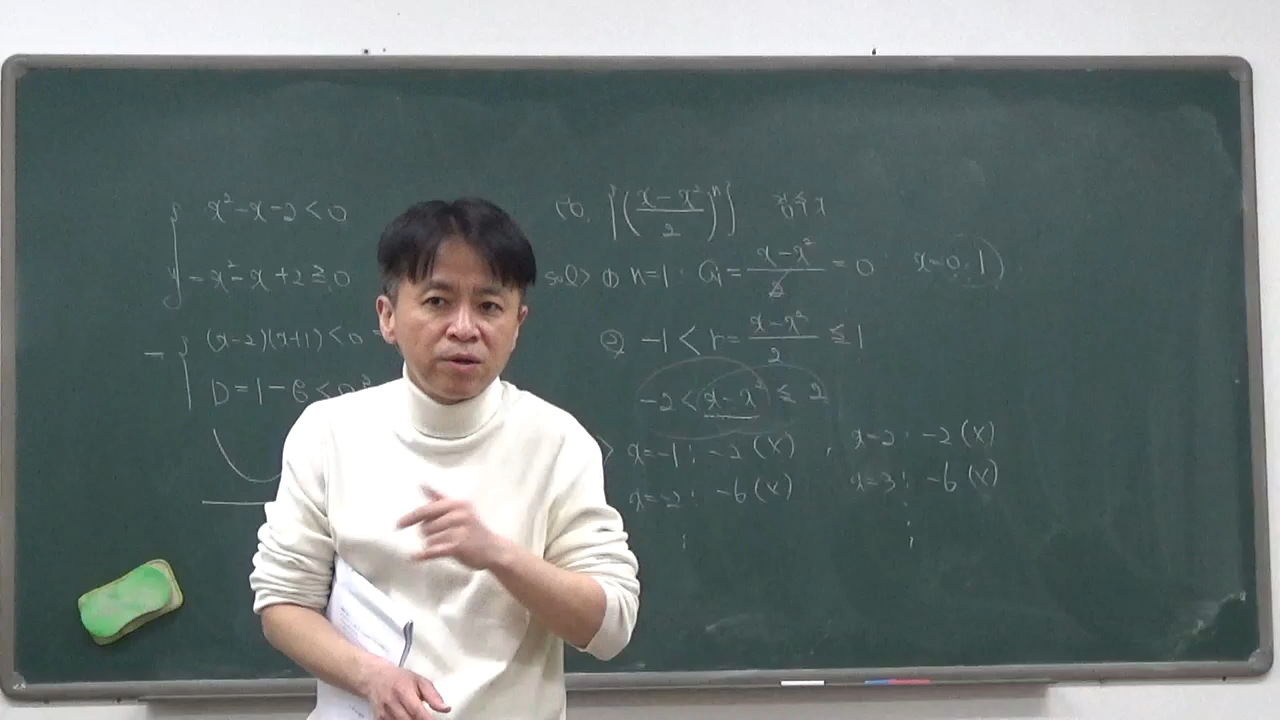 x²-x-2<0
x²-x+2≧0
(x-2)(x+1)<0
D=1-8<0
{((x-x²)/2)ⁿ}
sol> ① n=1: a₁=(x-x²)/2=0 x=0, 1)
② -1<r=(x-x²)/2≦1
-2<x-x²≦2
x=-1: -2(X), x=2: -2(X)
x=-2: -6(X) x=3: -6(X)